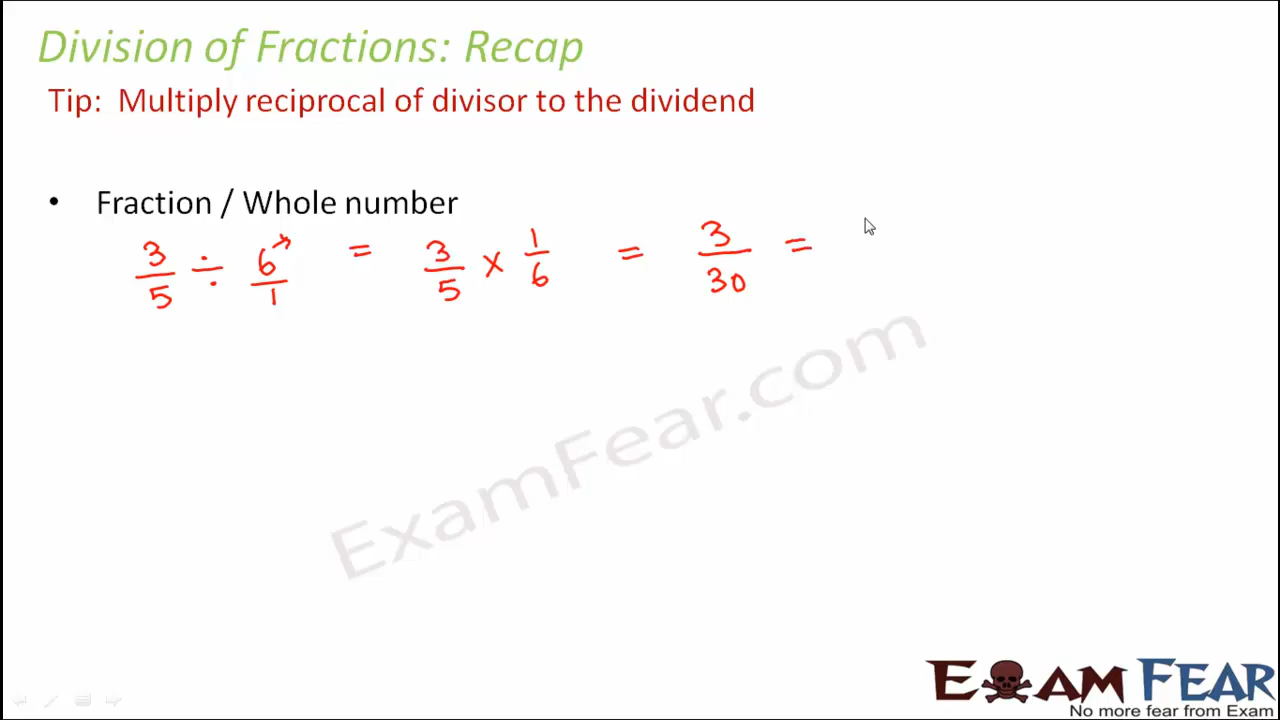 Division of Fractions: Recap
Tip: Multiply reciprocal of divisor to the dividend
• Fraction / Whole number
3/5 ÷ 6/1 = 3/5 × 1/6 = 3/30 =
ExamFear.com
EXAM FEAR
No more fear from Exam